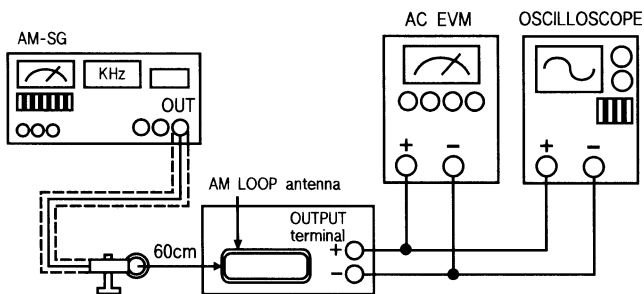 AC EVM
OSCILLOSCOPE
AM-SG
KHz
OUT
+ −
+ −
AM LOOP antenna
OUTPUT
terminal
60cm
+
−